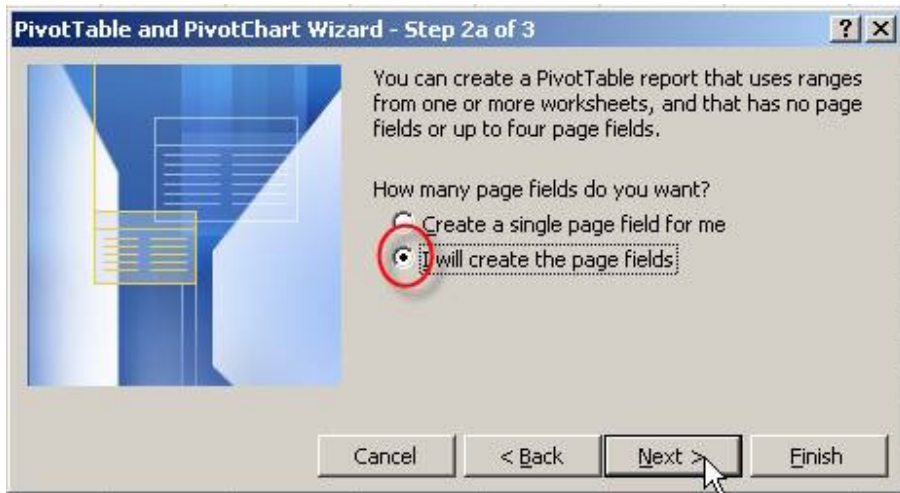 PivotTable and PivotChart Wizard - Step 2a of 3
?
You can create a PivotTable report that uses ranges
from one or more worksheets, and that has no page
fields or up to four page fields.
How many page fields do you want?
Create a single page field for me
I will create the page fields
Cancel
< Back
Next >
Finish